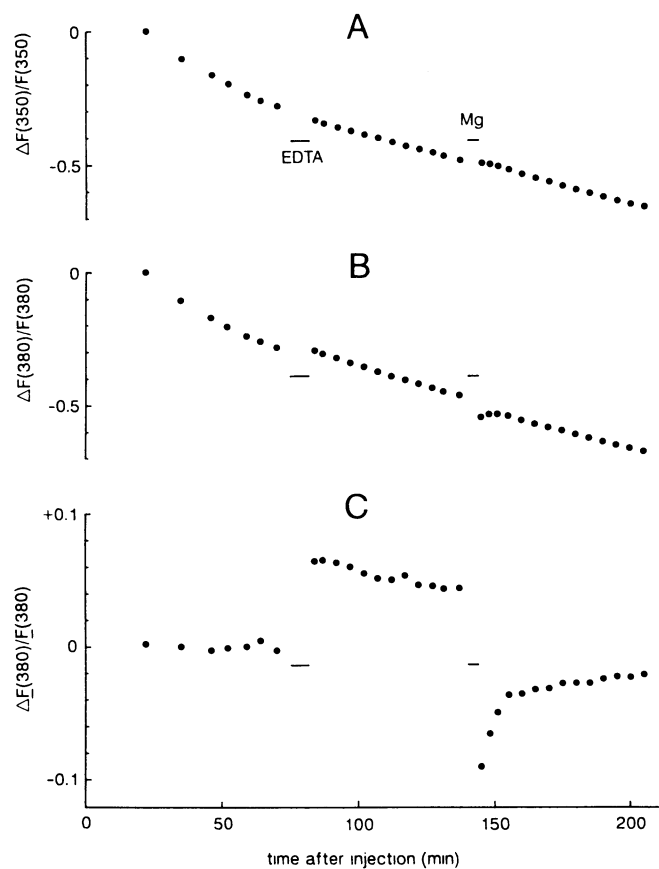 A
0
-0.5
ΔF(350)/F(350)
EDTA
Mg
B
0
-0.5
ΔF(380)/F(380)
C
+0.1
0
-0.1
ΔF(380)/F(380)
0
50
100
150
200
time after injection (min)